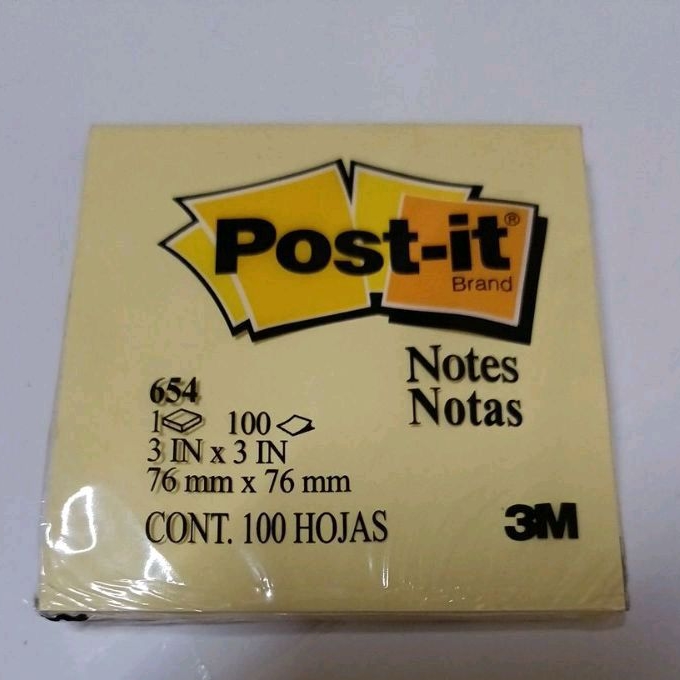 Post-it®
Brand
Notes
Notas
654
1 100
3 IN x 3 IN
76 mm x 76 mm
CONT. 100 HOJAS
3M